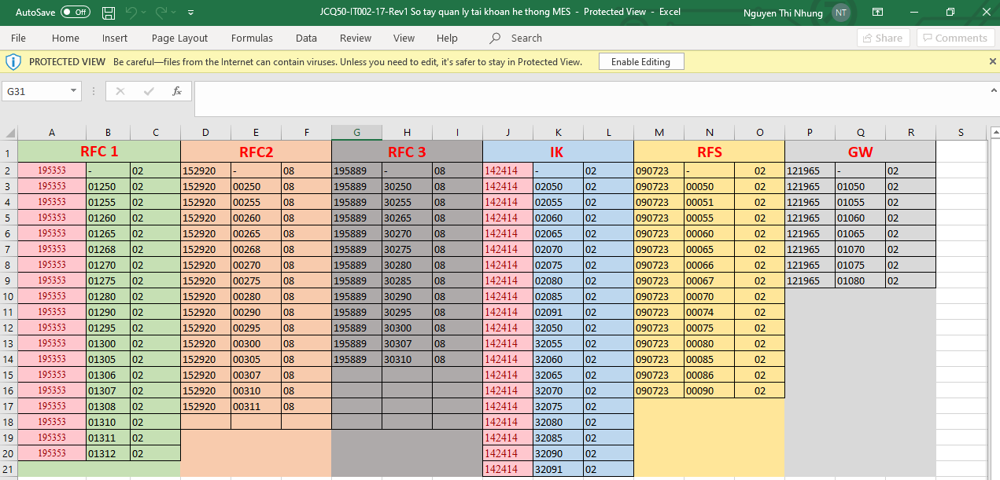 AutoSave Off JCQ50-IT002-17-Rev1 So tay quan ly tai khoan he thong MES - Protected View - Excel Nguyen Thi Nhung NT
File Home Insert Page Layout Formulas Data Review View Help Search Share Comments
PROTECTED VIEW Be careful—files from the Internet can contain viruses. Unless you need to edit, it's safer to stay in Protected View. Enable Editing
G31 fx
A B C D E F G H I J K L M N O P Q R S
1 RFC 1 RFC2 RFC 3 IK RFS GW
2 195353 - 02 152920 - 08 195889 - 08 142414 - 02 090723 - 02 121965 - 02
3 195353 01250 02 152920 00250 08 195889 30250 08 142414 02050 02 090723 00050 02 121965 01050 02
4 195353 01255 02 152920 00255 08 195889 30255 08 142414 02055 02 090723 00051 02 121965 01055 02
5 195353 01260 02 152920 00260 08 195889 30265 08 142414 02060 02 090723 00055 02 121965 01060 02
6 195353 01265 02 152920 00265 08 195889 30270 08 142414 02065 02 090723 00060 02 121965 01065 02
7 195353 01268 02 152920 00268 08 195889 30275 08 142414 02070 02 090723 00065 02 121965 01070 02
8 195353 01270 02 152920 00270 08 195889 30280 08 142414 02075 02 090723 00066 02 121965 01075 02
9 195353 01275 02 152920 00275 08 195889 30285 08 142414 02080 02 090723 00067 02 121965 01080 02
10 195353 01280 02 152920 00280 08 195889 30290 08 142414 02085 02 090723 00070 02
11 195353 01290 02 152920 00290 08 195889 30295 08 142414 02091 02 090723 00074 02
12 195353 01295 02 152920 00295 08 195889 30300 08 142414 32050 02 090723 00075 02
13 195353 01300 02 152920 00300 08 195889 30307 08 142414 32055 02 090723 00080 02
14 195353 01305 02 152920 00305 08 195889 30310 08 142414 32060 02 090723 00085 02
15 195353 01306 02 152920 00307 08 142414 32065 02 090723 00086 02
16 195353 01307 02 152920 00310 08 142414 32070 02 090723 00090 02
17 195353 01308 02 152920 00311 08 142414 32075 02
18 195353 01310 02 142414 32080 02
19 195353 01311 02 142414 32085 02
20 195353 01312 02 142414 32090 02
21 142414 32091 02